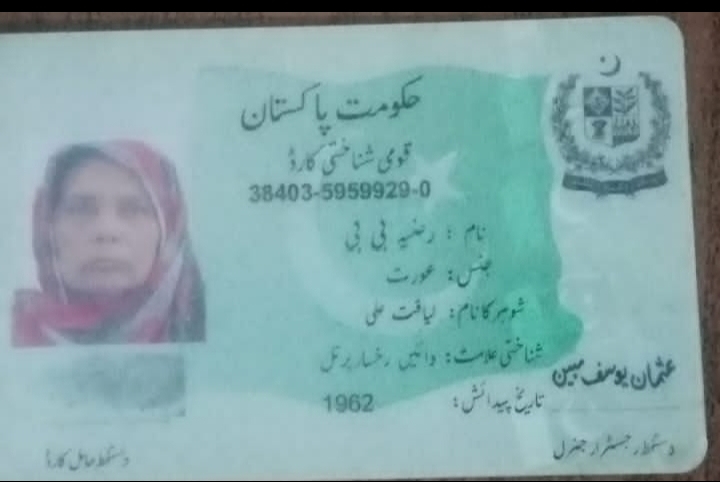 حکومت پاکستان
قومی شناختی کارڈ
38403-5959929-0
نام : رضیہ بی بی
جنس: عورت
شوہر کا نام: لیاقت علی
شناختی علامت: دائیں رخسار پر تل
تاریخ پیدائش: 1962
عثمان یوسف مبین
دستخط رجسٹرار جنرل
دستخط حامل کارڈ